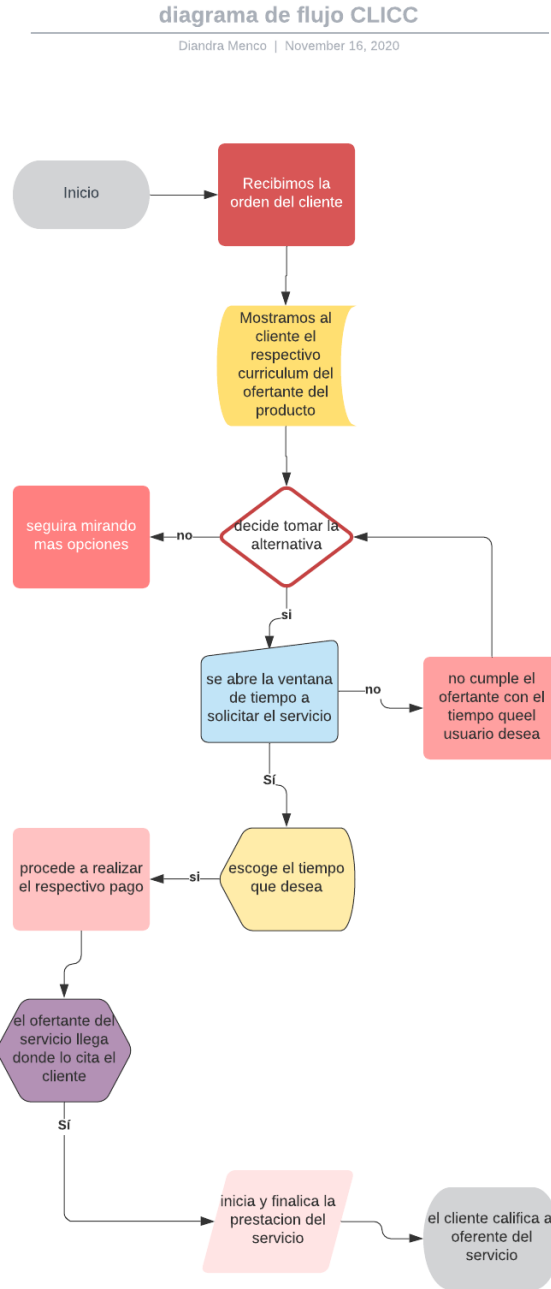 diagrama de flujo CLICC
Diandra Menco | November 16, 2020
Inicio
Recibimos la
orden del cliente
Mostramos al
cliente el
respectivo
curriculum del
ofertante del
producto
decide tomar la
alternativa
no
seguira mirando
mas opciones
si
se abre la ventana
de tiempo a
solicitar el servicio
no
no cumple el
ofertante con el
tiempo queel
usuario desea
Sí
escoge el tiempo
que desea
si
procede a realizar
el respectivo pago
el ofertante del
servicio llega
donde lo cita el
cliente
Sí
inicia y finalica la
prestacion del
servicio
el cliente califica a
oferente del
servicio